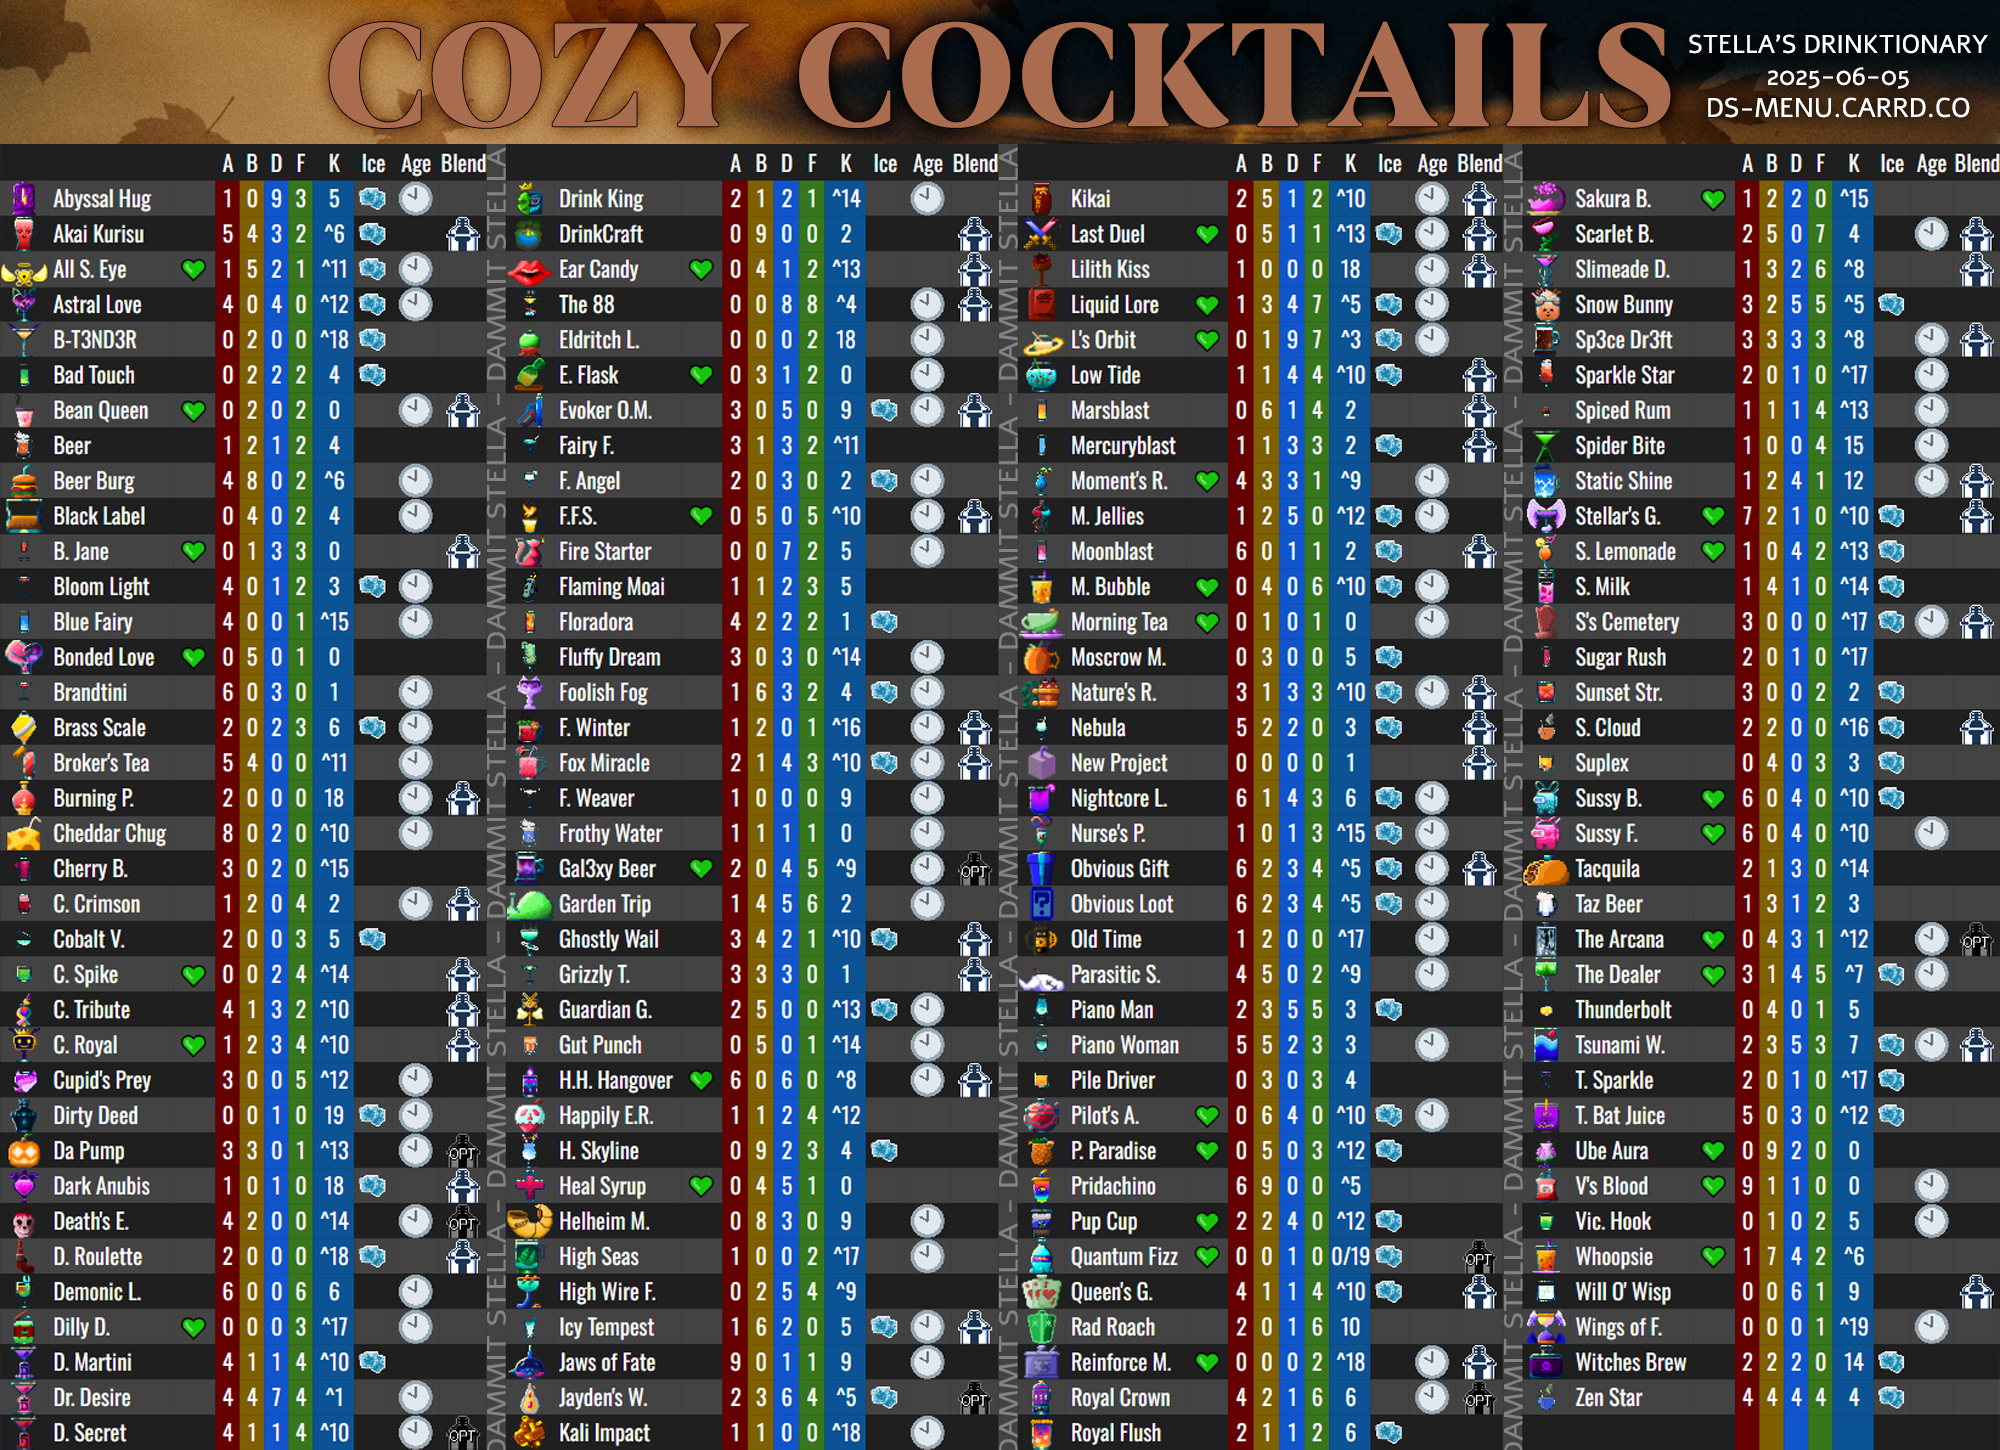 COZY COCKTAILS
STELLA'S DRINKTIONARY
2025-06-05
DS-MENU.CARRD.CO
A B D F K Ice Age Blend
Abyssal Hug 1 0 9 3 5
Akai Kurisu 5 4 3 2 ^6
All S. Eye 1 5 2 1 ^11
Astral Love 4 0 4 0 ^12
B-T3ND3R 0 2 0 0 ^18
Bad Touch 0 2 2 2 4
Bean Queen 0 2 0 2 0
Beer 1 2 1 2 4
Beer Burg 4 8 0 2 ^6
Black Label 0 4 0 2 4
B. Jane 0 1 3 3 0
Bloom Light 4 0 1 2 3
Blue Fairy 4 0 0 1 ^15
Bonded Love 0 5 0 1 0
Brandtini 6 0 3 0 1
Brass Scale 2 0 2 3 6
Broker's Tea 5 4 0 0 ^11
Burning P. 2 0 0 0 18
Cheddar Chug 8 0 2 0 ^10
Cherry B. 3 0 2 0 ^15
C. Crimson 1 2 0 4 2
Cobalt V. 2 0 0 3 5
C. Spike 0 0 2 4 ^14
C. Tribute 4 1 3 2 ^10
C. Royal 1 2 3 4 ^10
Cupid's Prey 3 0 0 5 ^12
Dirty Deed 0 0 1 0 19
Da Pump 3 3 0 1 ^13 OPT
Dark Anubis 1 0 1 0 18
Death's E. 4 2 0 0 ^14 OPT
D. Roulette 2 0 0 0 ^18
Demonic L. 6 0 0 6 6
Dilly D. 0 0 0 3 ^17
D. Martini 4 1 1 4 ^10
Dr. Desire 4 4 7 4 ^1
D. Secret 4 1 1 4 ^10 OPT
DAMMIT STELLA - DAMMIT STELLA - DAMMIT STELLA - DAMMIT STELLA
A B D F K Ice Age Blend
Drink King 2 1 2 1 ^14
DrinkCraft 0 9 0 0 2
Ear Candy 0 4 1 2 ^13
The 88 0 0 8 8 ^4
Eldritch L. 0 0 0 2 18
E. Flask 0 3 1 2 0
Evoker O.M. 3 0 5 0 9
Fairy F. 3 1 3 2 ^11
F. Angel 2 0 3 0 2
F.F.S. 0 5 0 5 ^10
Fire Starter 0 0 7 2 5
Flaming Moai 1 1 2 3 5
Floradora 4 2 2 2 1
Fluffy Dream 3 0 3 0 ^14
Foolish Fog 1 6 3 2 4
F. Winter 1 2 0 1 ^16
Fox Miracle 2 1 4 3 ^10
F. Weaver 1 0 0 0 9
Frothy Water 1 1 1 1 0
Gal3xy Beer 2 0 4 5 ^9 OPT
Garden Trip 1 4 5 6 2
Ghostly Wail 3 4 2 1 ^10
Grizzly T. 3 3 3 0 1
Guardian G. 2 5 0 0 ^13
Gut Punch 0 5 0 1 ^14
H.H. Hangover 6 0 6 0 ^8
Happily E.R. 1 1 2 4 ^12
H. Skyline 0 9 2 3 4
Heal Syrup 0 4 5 1 0
Helheim M. 0 8 3 0 9
High Seas 1 0 0 2 ^17
High Wire F. 0 2 5 4 ^9
Icy Tempest 1 6 2 0 5
Jaws of Fate 9 0 1 1 9
Jayden's W. 2 3 6 4 ^5 OPT
Kali Impact 1 1 0 0 ^18
DAMMIT STELLA - DAMMIT STELLA - DAMMIT STELLA - DAMMIT STELLA
A B D F K Ice Age Blend
Kikai 2 5 1 2 ^10
Last Duel 0 5 1 1 ^13
Lilith Kiss 1 0 0 0 18
Liquid Lore 1 3 4 7 ^5
L's Orbit 0 1 9 7 ^3
Low Tide 1 1 4 4 ^10
Marsblast 0 6 1 4 2
Mercuryblast 1 1 3 3 2
Moment's R. 4 3 3 1 ^9
M. Jellies 1 2 5 0 ^12
Moonblast 6 0 1 1 2
M. Bubble 0 4 0 6 ^10
Morning Tea 0 1 0 1 0
Moscrow M. 0 3 0 0 5
Nature's R. 3 1 3 3 ^10
Nebula 5 2 2 0 3
New Project 0 0 0 0 1
Nightcore L. 6 1 4 3 6
Nurse's P. 1 0 1 3 ^15
Obvious Gift 6 2 3 4 ^5
Obvious Loot 6 2 3 4 ^5
Old Time 1 2 0 0 ^17
Parasitic S. 4 5 0 2 ^9
Piano Man 2 3 5 5 3
Piano Woman 5 5 2 3 3
Pile Driver 0 3 0 3 4
Pilot's A. 0 6 4 0 ^10
P. Paradise 0 5 0 3 ^12
Pridachino 6 9 0 0 ^5
Pup Cup 2 2 4 0 ^12
Quantum Fizz 0 0 1 0 0/19 OPT
Queen's G. 4 1 1 4 ^10
Rad Roach 2 0 1 6 10
Reinforce M. 0 0 0 2 ^18
Royal Crown 4 2 1 6 6 OPT
Royal Flush 2 1 1 2 6
DAMMIT STELLA - DAMMIT STELLA - DAMMIT STELLA - DAMMIT STELLA
A B D F K Ice Age Blend
Sakura B. 1 2 2 0 ^15
Scarlet B. 2 5 0 7 4
Slimeade D. 1 3 2 6 ^8
Snow Bunny 3 2 5 5 ^5
Sp3ce Dr3ft 3 3 3 3 ^8
Sparkle Star 2 0 1 0 ^17
Spiced Rum 1 1 1 4 ^13
Spider Bite 1 0 0 4 15
Static Shine 1 2 4 1 12
Stellar's G. 7 2 1 0 ^10
S. Lemonade 1 0 4 2 ^13
S. Milk 1 4 1 0 ^14
S's Cemetery 3 0 0 0 ^17
Sugar Rush 2 0 1 0 ^17
Sunset Str. 3 0 0 2 2
S. Cloud 2 2 0 0 ^16
Suplex 0 4 0 3 3
Sussy B. 6 0 4 0 ^10
Sussy F. 6 0 4 0 ^10
Tacquila 2 1 3 0 ^14
Taz Beer 1 3 1 2 3
The Arcana 0 4 3 1 ^12 OPT
The Dealer 3 1 4 5 ^7
Thunderbolt 0 4 0 1 5
Tsunami W. 2 3 5 3 7
T. Sparkle 2 0 1 0 ^17
T. Bat Juice 5 0 3 0 ^12
Ube Aura 0 9 2 0 0
V's Blood 9 1 1 0 0
Vic. Hook 0 1 0 2 5
Whoopsie 1 7 4 2 ^6
Will O' Wisp 0 0 6 1 9
Wings of F. 0 0 0 1 ^19
Witches Brew 2 2 2 0 14
Zen Star 4 4 4 4 4